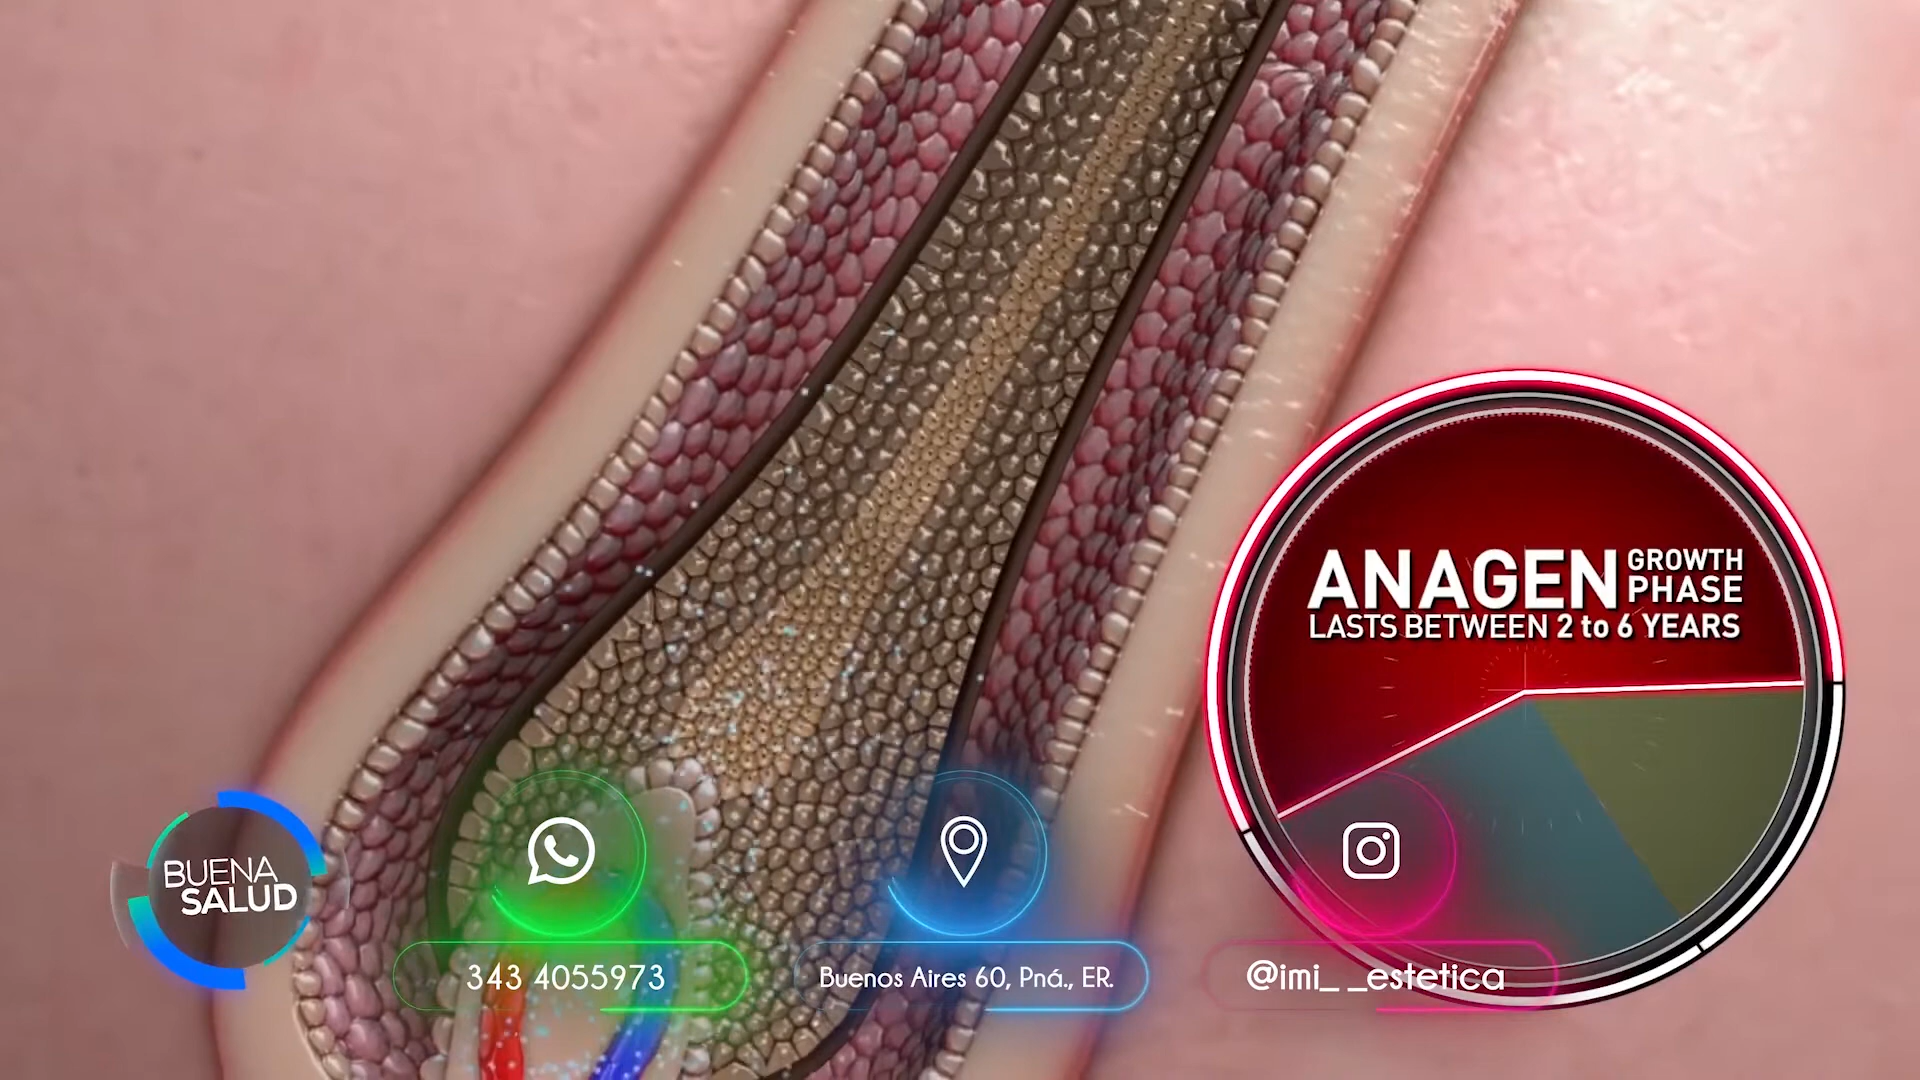 ANAGEN GROWTH PHASE
LASTS BETWEEN 2 to 6 YEARS
BUENA
SALUD
343 4055973
Buenos Aires 60, Pná., ER.
@imi_ _estetica